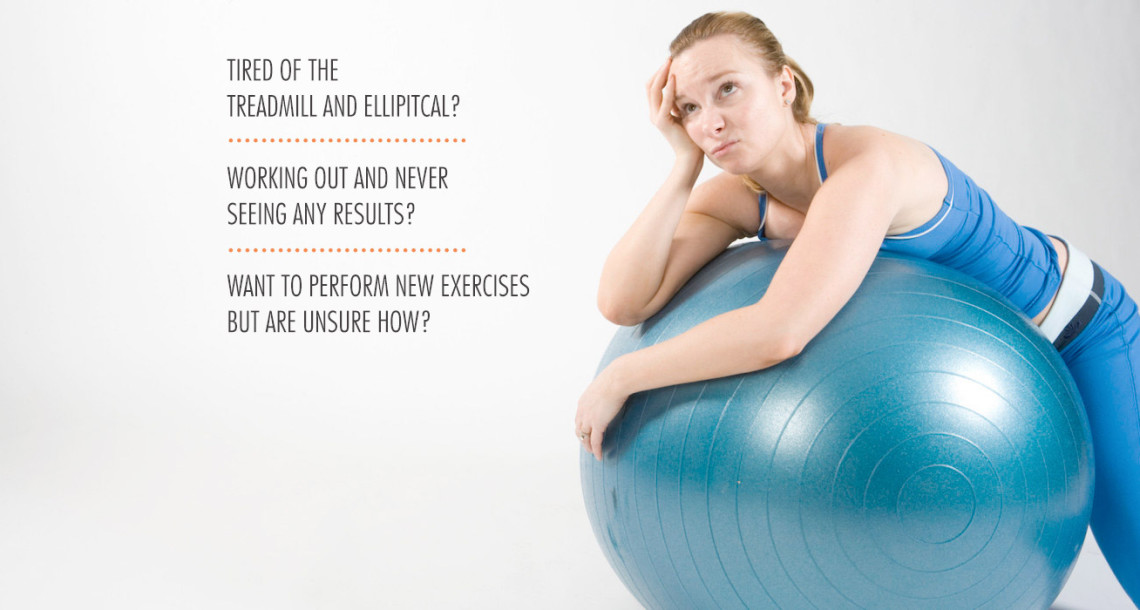 TIRED OF THE
TREADMILL AND ELLIPITCAL?
WORKING OUT AND NEVER
SEEING ANY RESULTS?
WANT TO PERFORM NEW EXERCISES
BUT ARE UNSURE HOW?